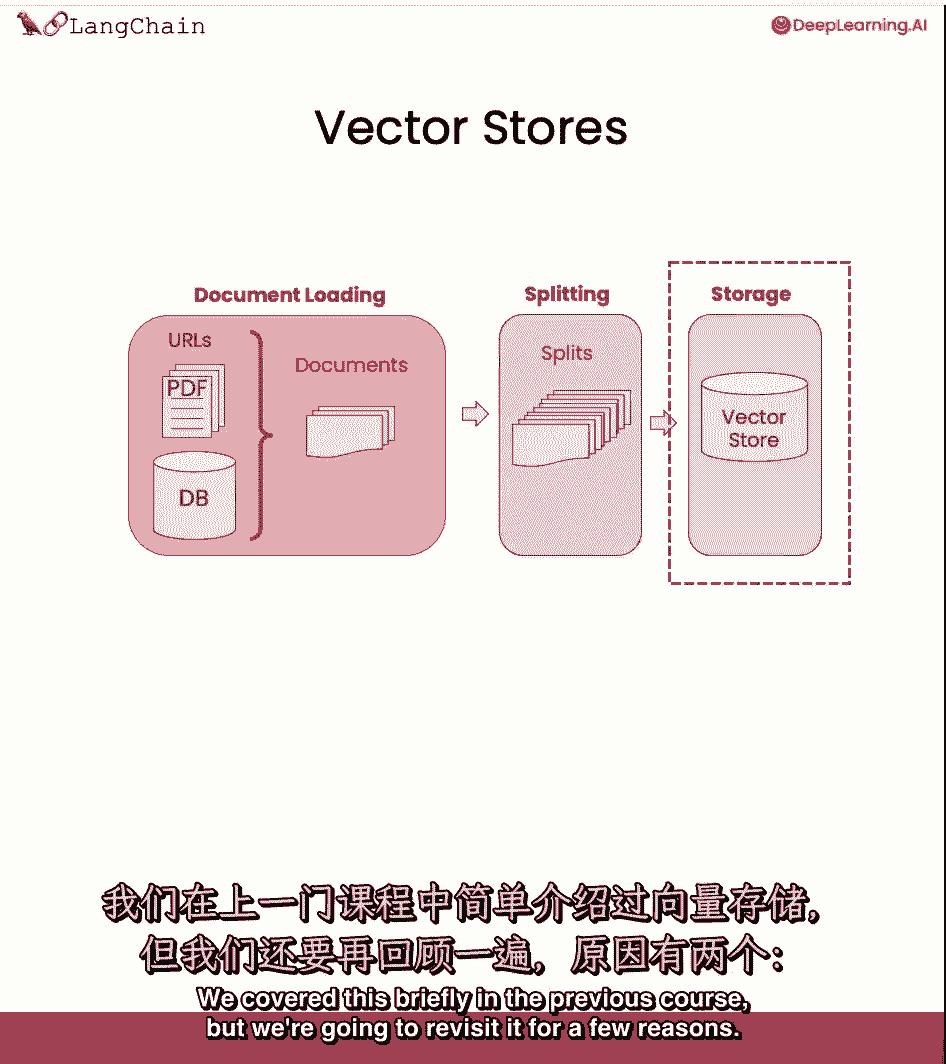 LangChain
DeepLearning.AI
Vector Stores
Document Loading
URLs
PDF
DB
Documents
Splitting
Splits
Storage
Vector
Store
我们在上一门课程中简单介绍过向量存储,
但我们还要再回顾一遍, 原因有两个:
We covered this briefly in the previous course,
but we're going to revisit it for a few reasons.